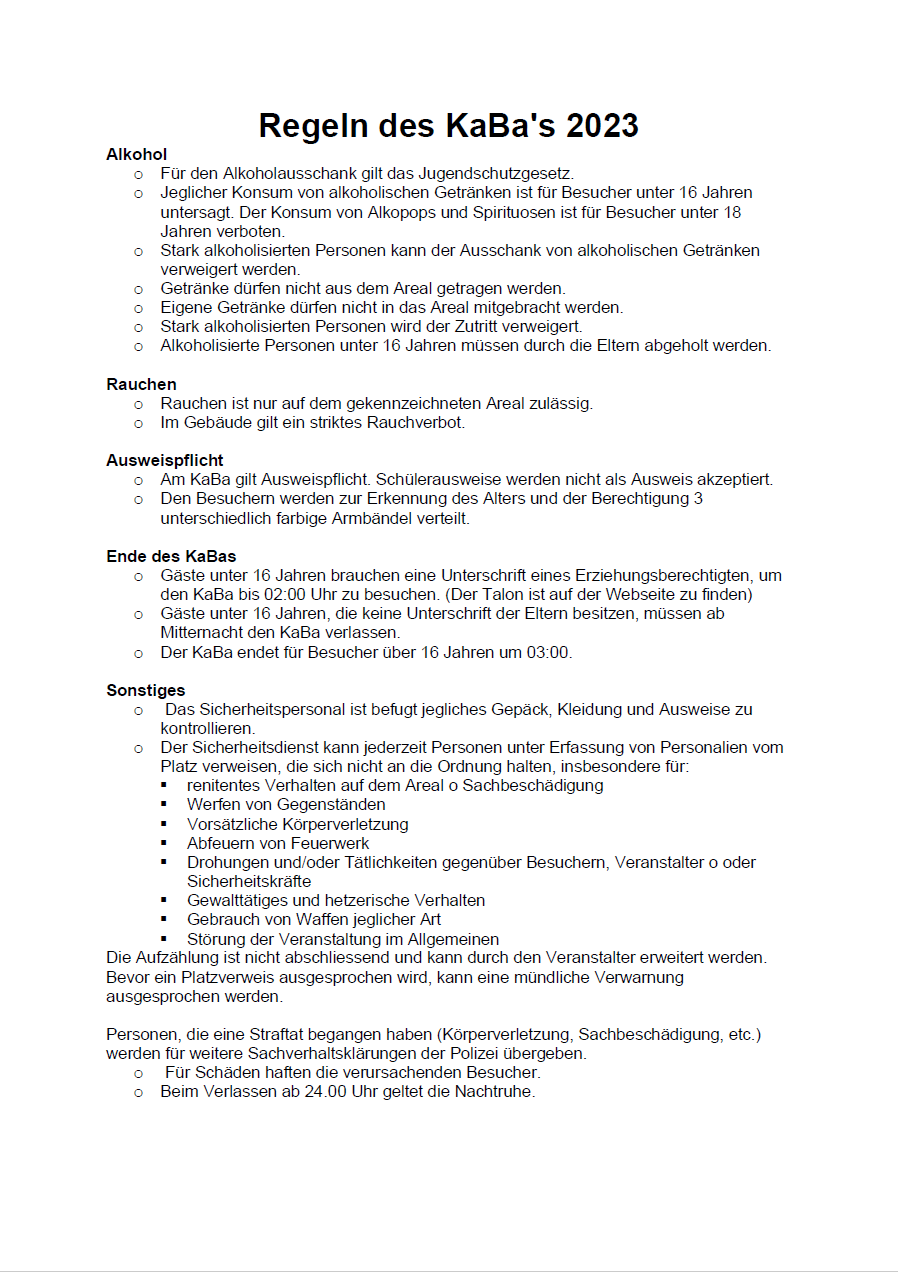 Regeln des KaBa's 2023
Alkohol
o Für den Alkoholausschank gilt das Jugendschutzgesetz.
o Jeglicher Konsum von alkoholischen Getränken ist für Besucher unter 16 Jahren
untersagt. Der Konsum von Alkopops und Spirituosen ist für Besucher unter 18
Jahren verboten.
o Stark alkoholisierten Personen kann der Ausschank von alkoholischen Getränken
verweigert werden.
o Getränke dürfen nicht aus dem Areal getragen werden.
o Eigene Getränke dürfen nicht in das Areal mitgebracht werden.
o Stark alkoholisierten Personen wird der Zutritt verweigert.
o Alkoholisierte Personen unter 16 Jahren müssen durch die Eltern abgeholt werden.
Rauchen
o Rauchen ist nur auf dem gekennzeichneten Areal zulässig.
o Im Gebäude gilt ein striktes Rauchverbot.
Ausweispflicht
o Am KaBa gilt Ausweispflicht. Schülerausweise werden nicht als Ausweis akzeptiert.
o Den Besuchern werden zur Erkennung des Alters und der Berechtigung 3
unterschiedlich farbige Armbändel verteilt.
Ende des KaBas
o Gäste unter 16 Jahren brauchen eine Unterschrift eines Erziehungsberechtigten, um
den KaBa bis 02:00 Uhr zu besuchen. (Der Talon ist auf der Webseite zu finden)
o Gäste unter 16 Jahren, die keine Unterschrift der Eltern besitzen, müssen ab
Mitternacht den KaBa verlassen.
o Der KaBa endet für Besucher über 16 Jahren um 03:00.
Sonstiges
o Das Sicherheitspersonal ist befugt jegliches Gepäck, Kleidung und Ausweise zu
kontrollieren.
o Der Sicherheitsdienst kann jederzeit Personen unter Erfassung von Personalien vom
Platz verweisen, die sich nicht an die Ordnung halten, insbesondere für:
▪ renitentes Verhalten auf dem Areal o Sachbeschädigung
▪ Werfen von Gegenständen
▪ Vorsätzliche Körperverletzung
▪ Abfeuern von Feuerwerk
▪ Drohungen und/oder Tätlichkeiten gegenüber Besuchern, Veranstalter o oder
Sicherheitskräfte
▪ Gewalttätiges und hetzerische Verhalten
▪ Gebrauch von Waffen jeglicher Art
▪ Störung der Veranstaltung im Allgemeinen
Die Aufzählung ist nicht abschliessend und kann durch den Veranstalter erweitert werden.
Bevor ein Platzverweis ausgesprochen wird, kann eine mündliche Verwarnung
ausgesprochen werden.
Personen, die eine Straftat begangen haben (Körperverletzung, Sachbeschädigung, etc.)
werden für weitere Sachverhaltsklärungen der Polizei übergeben.
o Für Schäden haften die verursachenden Besucher.
o Beim Verlassen ab 24.00 Uhr geltet die Nachtruhe.